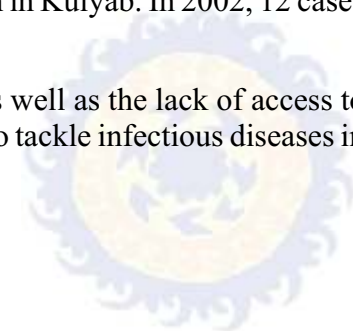 in Kulyab. In 2002, 12 case
well as the lack of access to
o tackle infectious diseases in